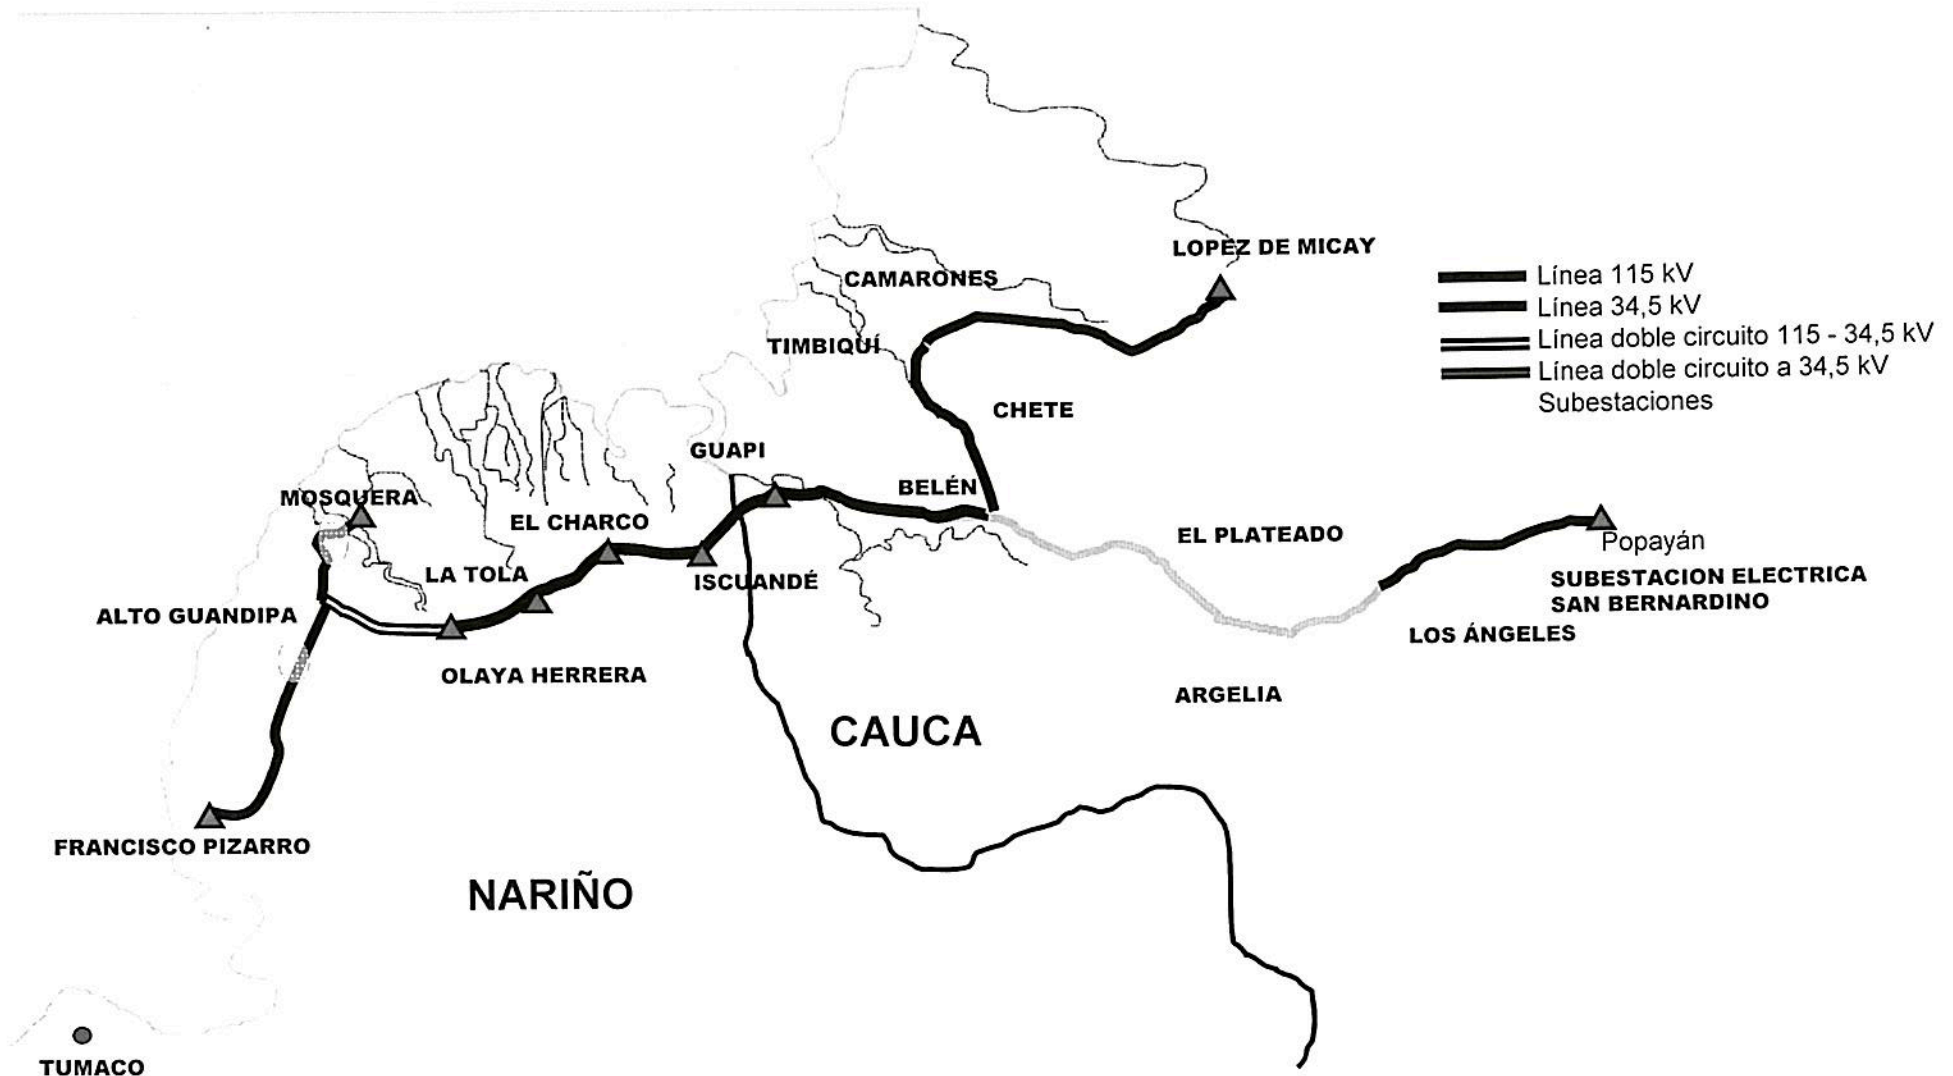 LOPEZ DE MICAY
CAMARONES
TIMBIQUÍ
CHETE
Línea 115 kV
Línea 34,5 kV
Línea doble circuito 115 - 34,5 kV
Línea doble circuito a 34,5 kV
Subestaciones
GUAPI
BELÉN
MOSQUERA
EL CHARCO
EL PLATEADO
Popayán
LA TOLA
ISCUANDÉ
SUBESTACION ELECTRICA
SAN BERNARDINO
ALTO GUANDIPA
LOS ÁNGELES
OLAYA HERRERA
ARGELIA
CAUCA
FRANCISCO PIZARRO
NARIÑO
TUMACO